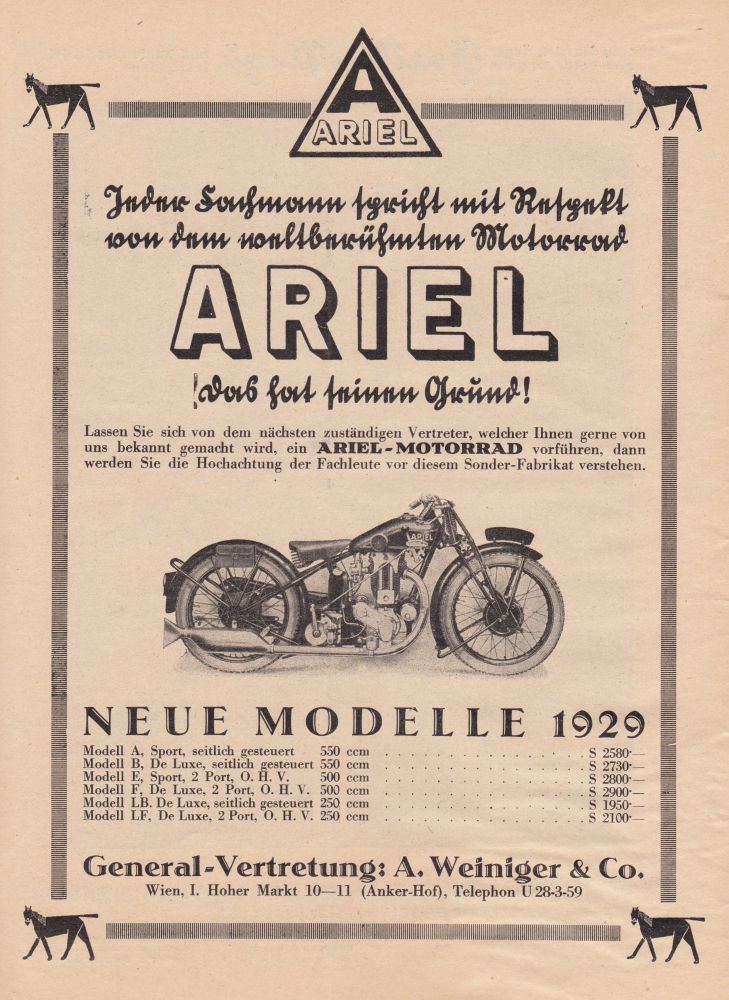 A
ARIEL
Jeder Fachmann spricht mit Respekt
von dem weltberühmten Motorrad
ARIEL
!das hat seinen Grund!
Lassen Sie sich von dem nächsten zuständigen Vertreter, welcher Ihnen gerne von
uns bekannt gemacht wird, ein ARIEL-MOTORRAD vorführen, dann
werden Sie die Hochachtung der Fachleute vor diesem Sonder-Fabrikat verstehen.
ARIEL
NEUE MODELLE 1929
Modell A, Sport, seitlich gesteuert 550 ccm . . . . . . . . . . . . . . . . S 2580·—
Modell B, De Luxe, seitlich gesteuert 550 ccm . . . . . . . . . . . . . . . . S 2730·—
Modell E, Sport, 2 Port, O. H. V. 500 ccm . . . . . . . . . . . . . . . . S 2800·—
Modell F, De Luxe, 2 Port, O. H. V. 500 ccm . . . . . . . . . . . . . . . . S 2900·—
Modell LB. De Luxe, seitlich gesteuert 250 ccm . . . . . . . . . . . . . . . . S 1950·—
Modell LF, De Luxe, 2 Port, O. H. V. 250 ccm . . . . . . . . . . . . . . . . S 2100·—
General-Vertretung: A. Weiniger & Co.
Wien, I. Hoher Markt 10—11 (Anker-Hof), Telephon U 28-3-59